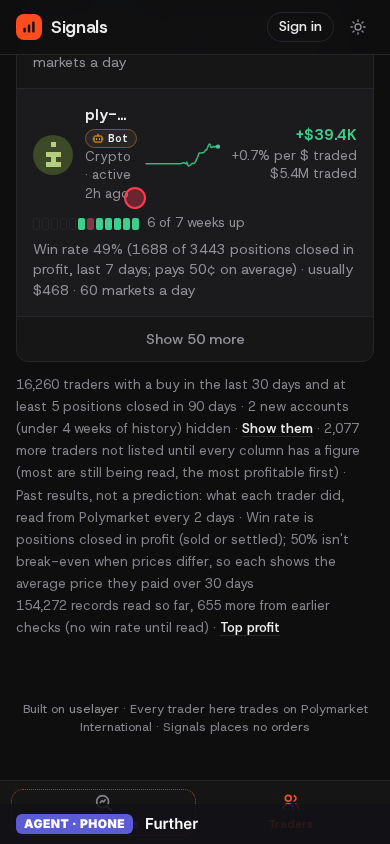 Signals
Sign in
markets a day
ply-…
Bot
Crypto
· active
2h ago
+$39.4K
+0.7% per $ traded
$5.4M traded
6 of 7 weeks up
Win rate 49% (1688 of 3443 positions closed in
profit, last 7 days; pays 50¢ on average) · usually
$468 · 60 markets a day
Show 50 more
16,260 traders with a buy in the last 30 days and at
least 5 positions closed in 90 days · 2 new accounts
(under 4 weeks of history) hidden · Show them · 2,077
more traders not listed until every column has a figure
(most are still being read, the most profitable first) ·
Past results, not a prediction: what each trader did,
read from Polymarket every 2 days · Win rate is
positions closed in profit (sold or settled); 50% isn't
break-even when prices differ, so each shows the
average price they paid over 30 days
154,272 records read so far, 655 more from earlier
checks (no win rate until read) · Top profit
Built on uselayer · Every trader here trades on Polymarket
International · Signals places no orders
AGENT · PHONE
Further
Traders